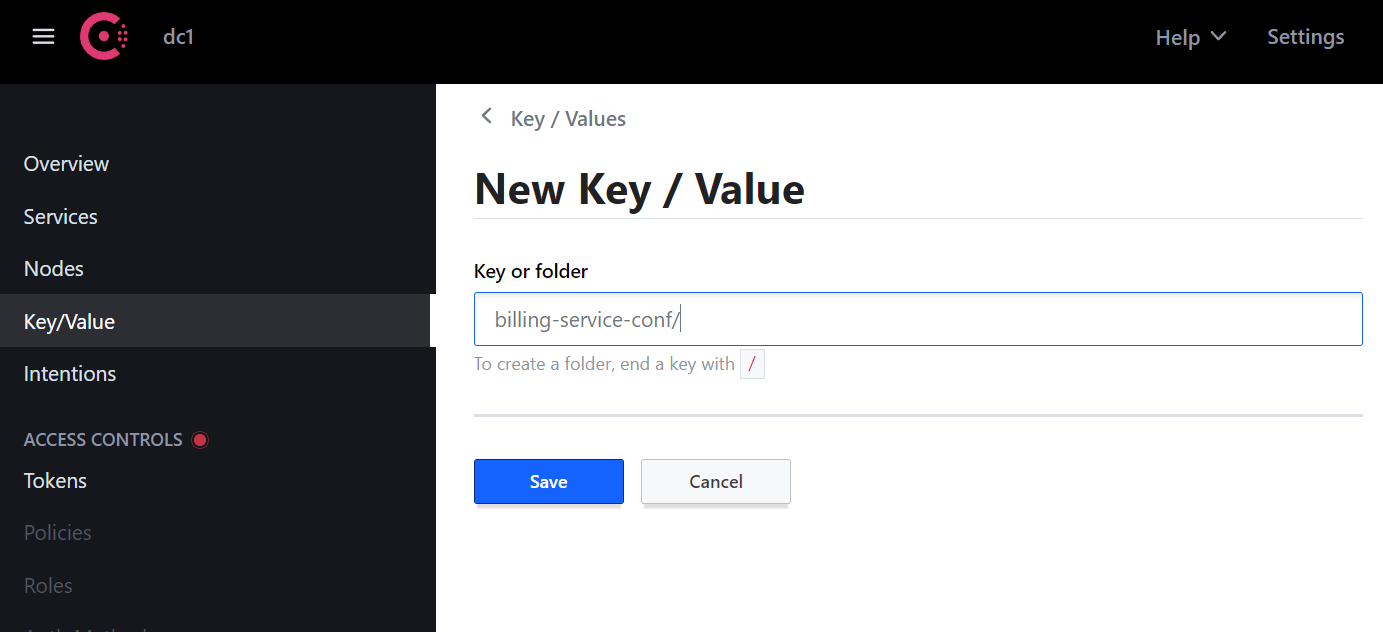 dc1
Help
Settings
Overview
Services
Nodes
Key/Value
Intentions
ACCESS CONTROLS
Tokens
Policies
Roles
Key / Values
New Key / Value
Key or folder
billing-service-conf/
To create a folder, end a key with /
Save
Cancel